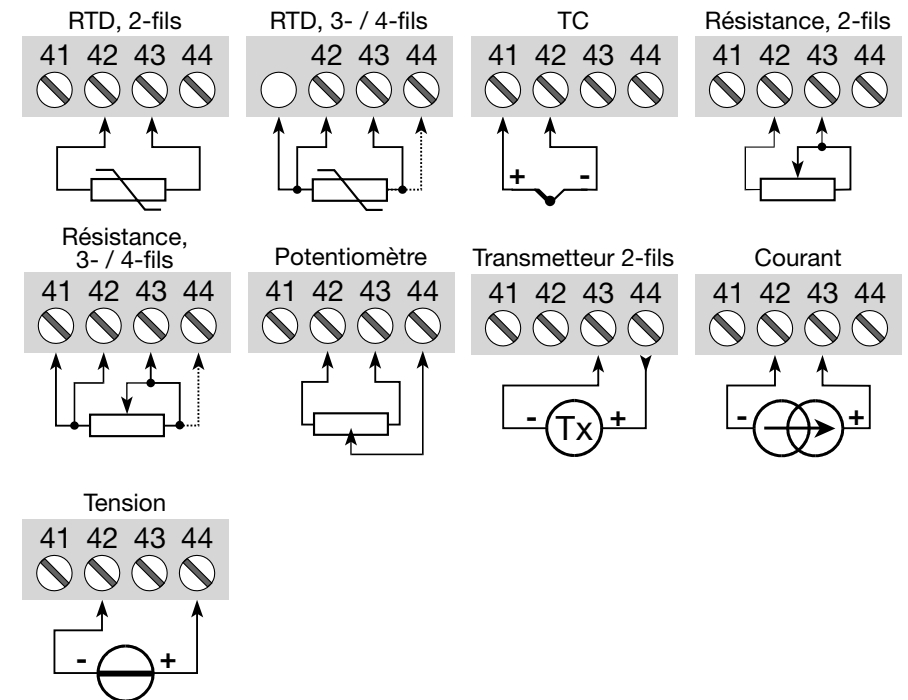 RTD, 2-fils
41 42 43 44
RTD, 3- / 4-fils
42 43 44
TC
41 42 43 44
+ -
Résistance, 2-fils
41 42 43 44
Résistance,
3- / 4-fils
41 42 43 44
Potentiomètre
41 42 43 44
Transmetteur 2-fils
41 42 43 44
- Tx +
Courant
41 42 43 44
- +
Tension
41 42 43 44
- +